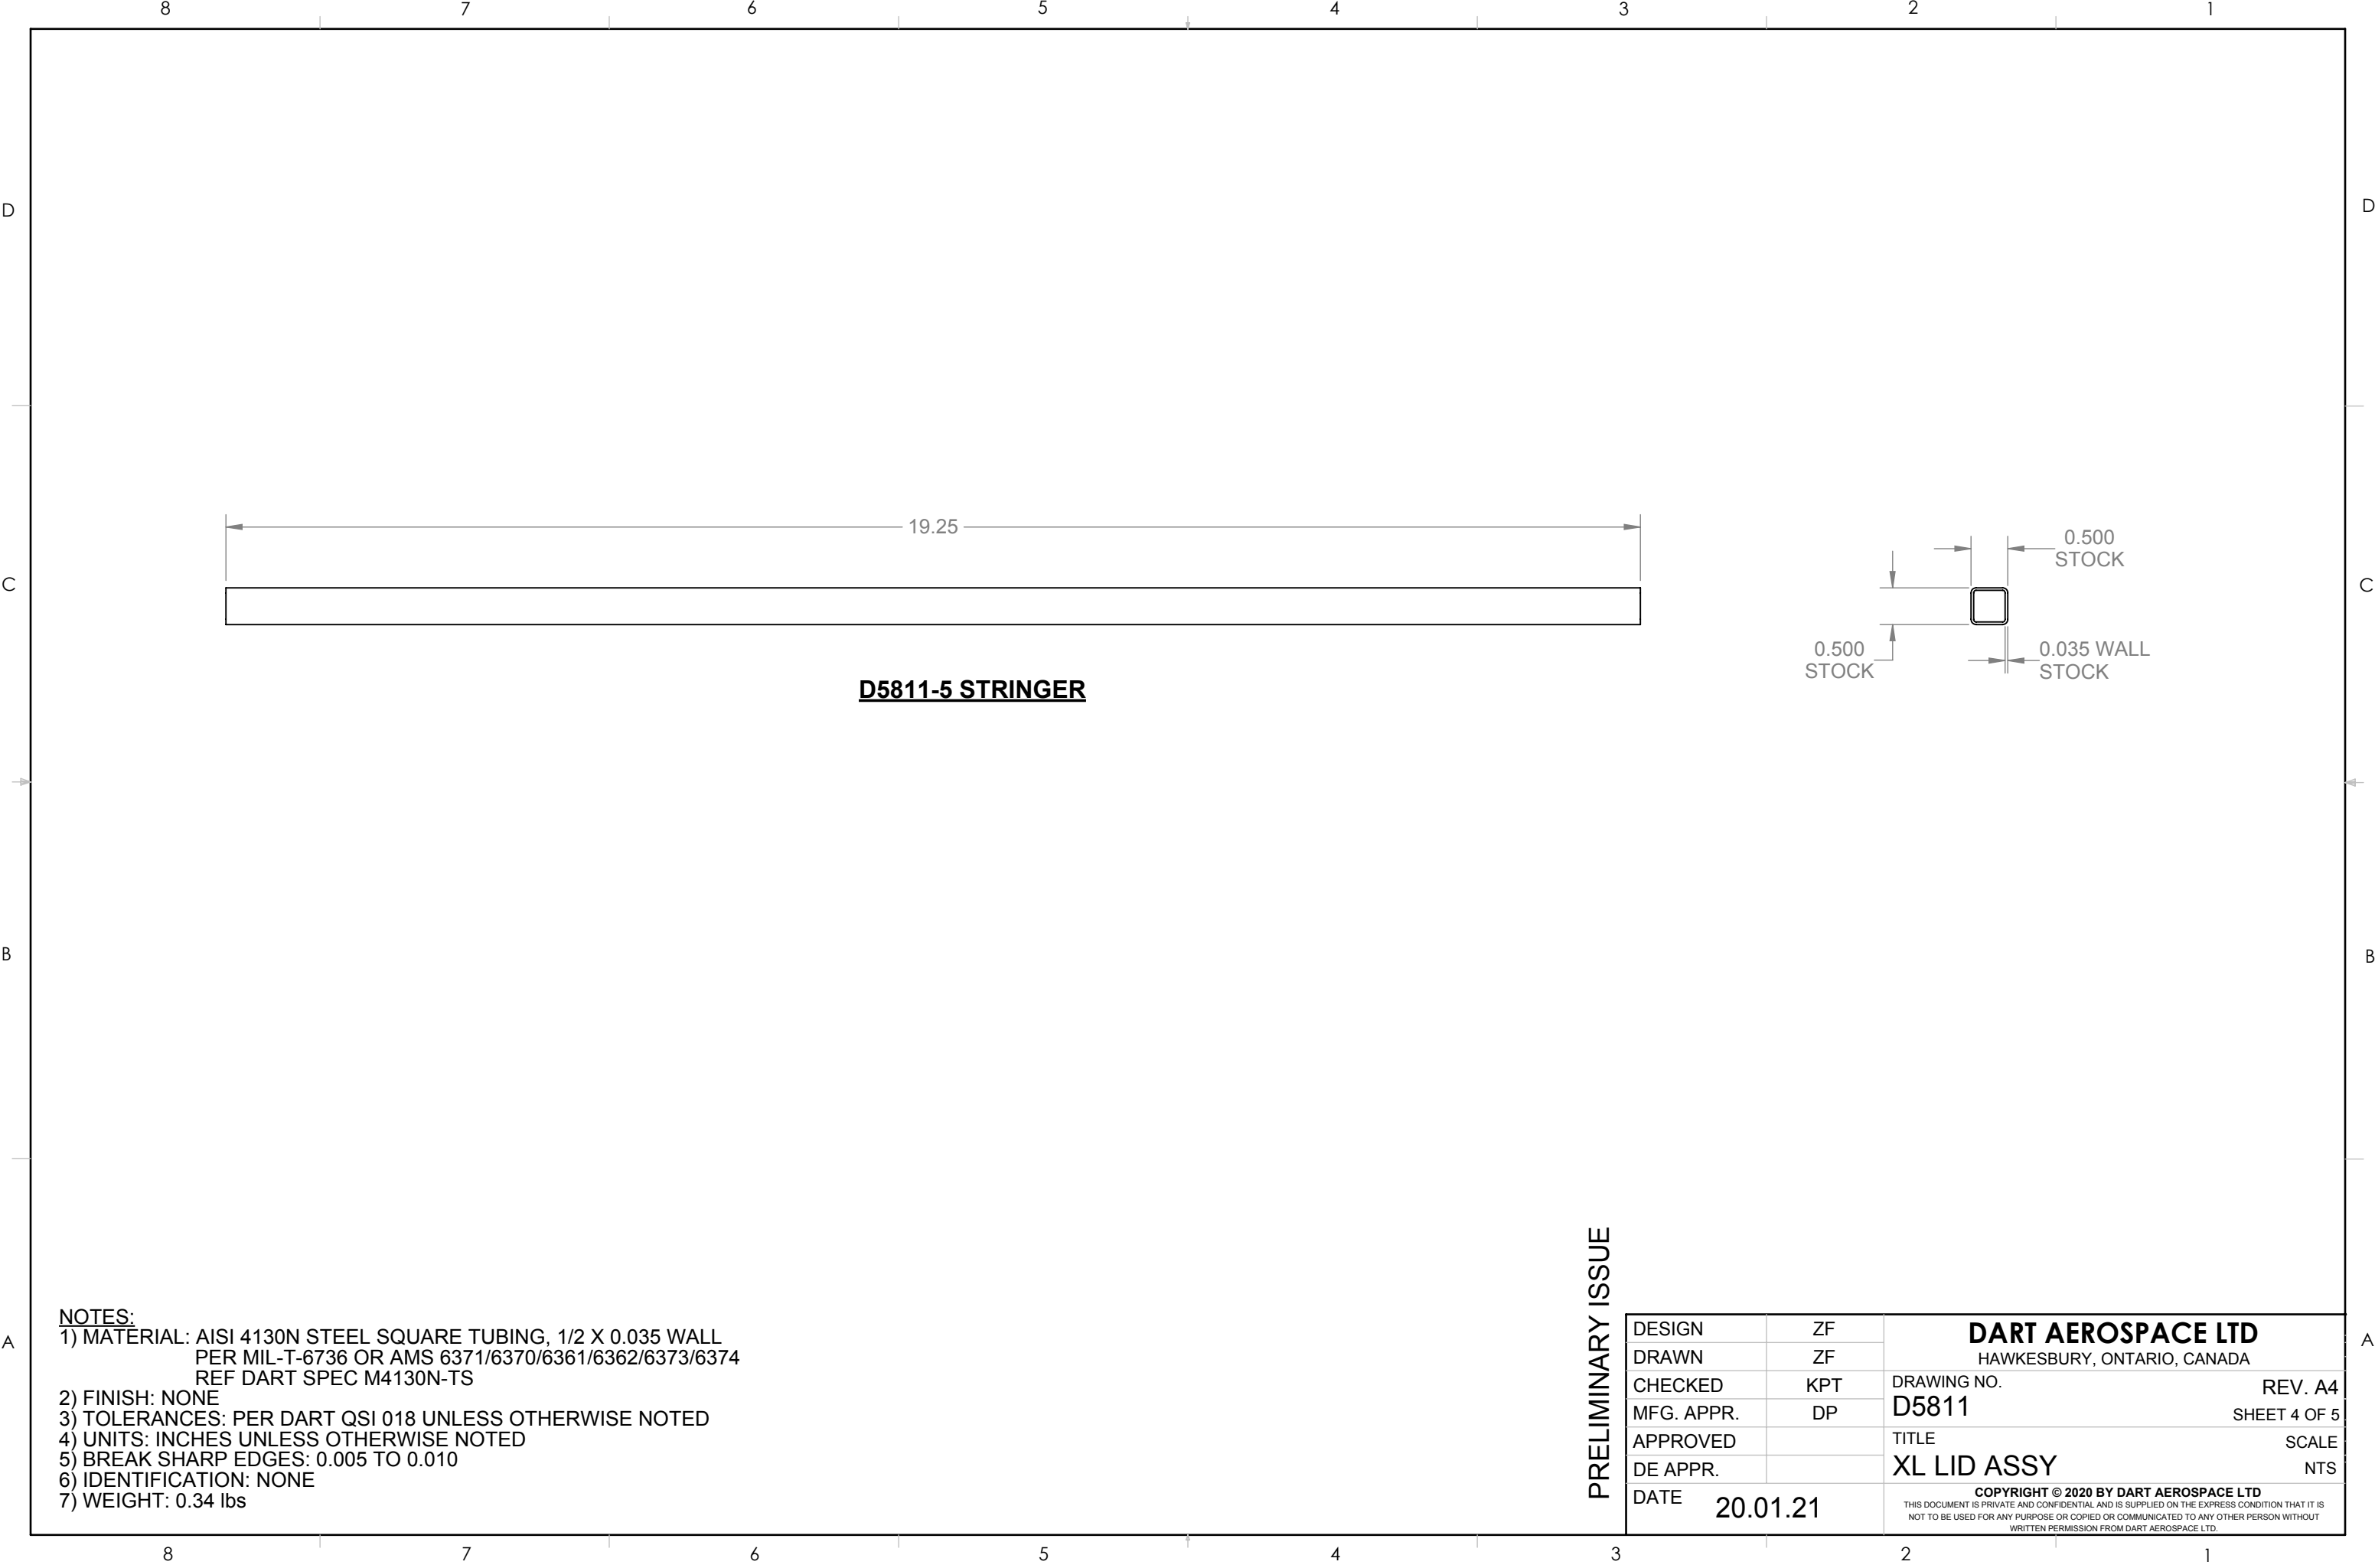 8 7 6 5 4 3 2 1
D D
19.25
0.500
STOCK
C C
0.500
STOCK
0.035 WALL
STOCK
D5811-5 STRINGER
B B
PRELIMINARY ISSUE
NOTES:
1) MATERIAL: AISI 4130N STEEL SQUARE TUBING, 1/2 X 0.035 WALL
PER MIL-T-6736 OR AMS 6371/6370/6361/6362/6373/6374
REF DART SPEC M4130N-TS
2) FINISH: NONE
3) TOLERANCES: PER DART QSI 018 UNLESS OTHERWISE NOTED
4) UNITS: INCHES UNLESS OTHERWISE NOTED
5) BREAK SHARP EDGES: 0.005 TO 0.010
6) IDENTIFICATION: NONE
7) WEIGHT: 0.34 lbs
A A
DESIGN ZF
DRAWN ZF
CHECKED KPT
MFG. APPR. DP
APPROVED
DE APPR.
DATE 20.01.21
DART AEROSPACE LTD
HAWKESBURY, ONTARIO, CANADA
DRAWING NO. REV. A4
D5811 SHEET 4 OF 5
TITLE SCALE
XL LID ASSY NTS
COPYRIGHT © 2020 BY DART AEROSPACE LTD
THIS DOCUMENT IS PRIVATE AND CONFIDENTIAL AND IS SUPPLIED ON THE EXPRESS CONDITION THAT IT IS
NOT TO BE USED FOR ANY PURPOSE OR COPIED OR COMMUNICATED TO ANY OTHER PERSON WITHOUT
WRITTEN PERMISSION FROM DART AEROSPACE LTD.
8 7 6 5 4 3 2 1